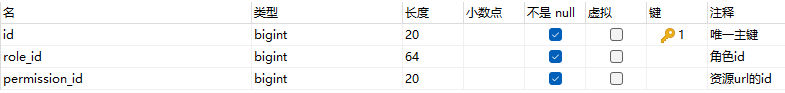 名 类型 长度 小数点 不是 null 虚拟 键 注释
id bigint 20 1 唯一主键
role_id bigint 64 角色id
permission_id bigint 20 资源url的id